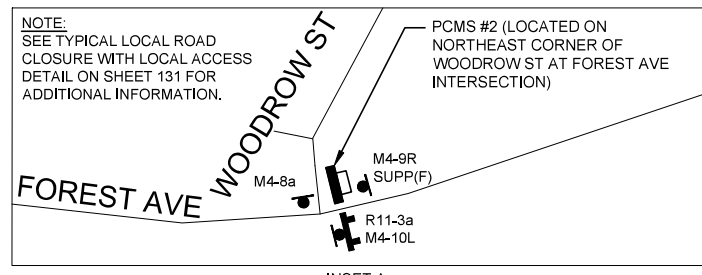 NOTE:
SEE TYPICAL LOCAL ROAD
CLOSURE WITH LOCAL ACCESS
DETAIL ON SHEET 131 FOR
ADDITIONAL INFORMATION.
WOODROW ST
PCMS #2 (LOCATED ON
NORTHEAST CORNER OF
WOODROW ST AT FOREST AVE
INTERSECTION)
FOREST AVE
M4-8a
M4-9R
SUPP(F)
R11-3a
M4-10L
INSET A